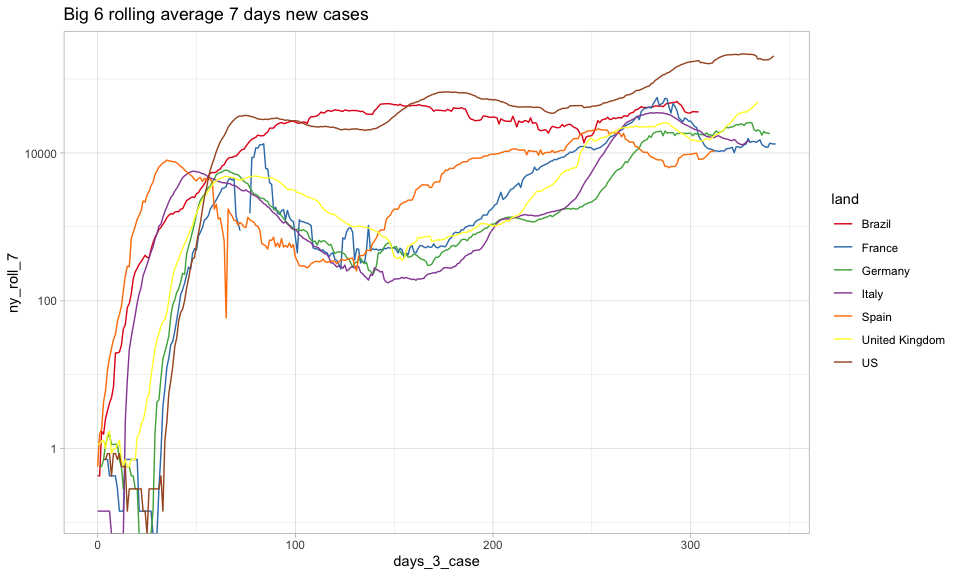 Big 6 rolling average 7 days new cases
ny_roll_7
10000
100
1
0
100
200
300
days_3_case
land
Brazil
France
Germany
Italy
Spain
United Kingdom
US